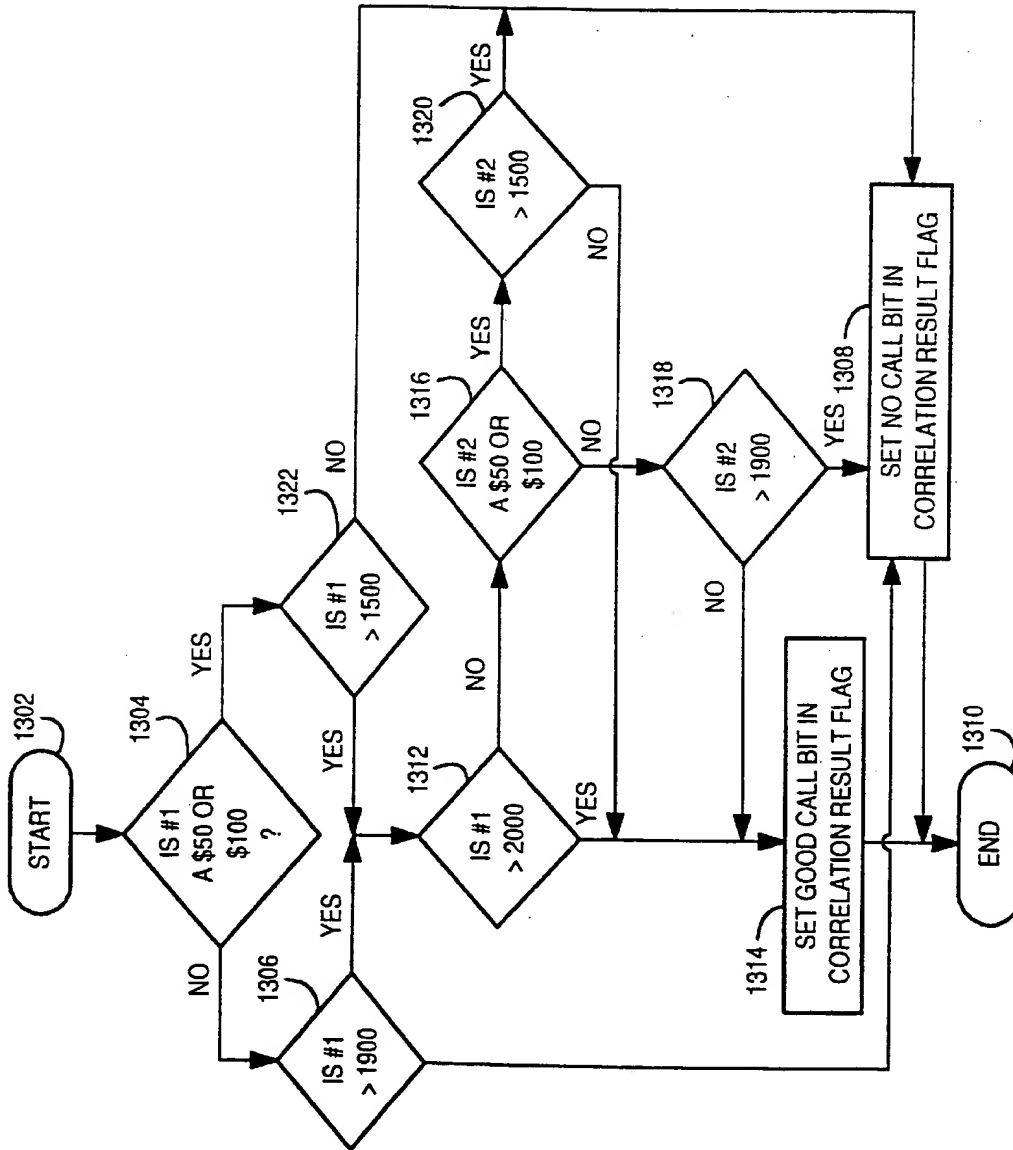 START
1302
IS #1
A $50 OR
$100
?
1304
NO
YES
IS #1
> 1900
1306
YES
IS #1
> 1500
1322
YES
NO
IS #1
> 2000
1312
NO
YES
IS #2
A $50 OR
$100
1316
YES
NO
IS #2
> 1500
1320
YES
NO
IS #2
> 1900
1318
NO
YES
SET GOOD CALL BIT IN
CORRELATION RESULT FLAG
1314
SET NO CALL BIT IN
CORRELATION RESULT FLAG
1308
END
1310